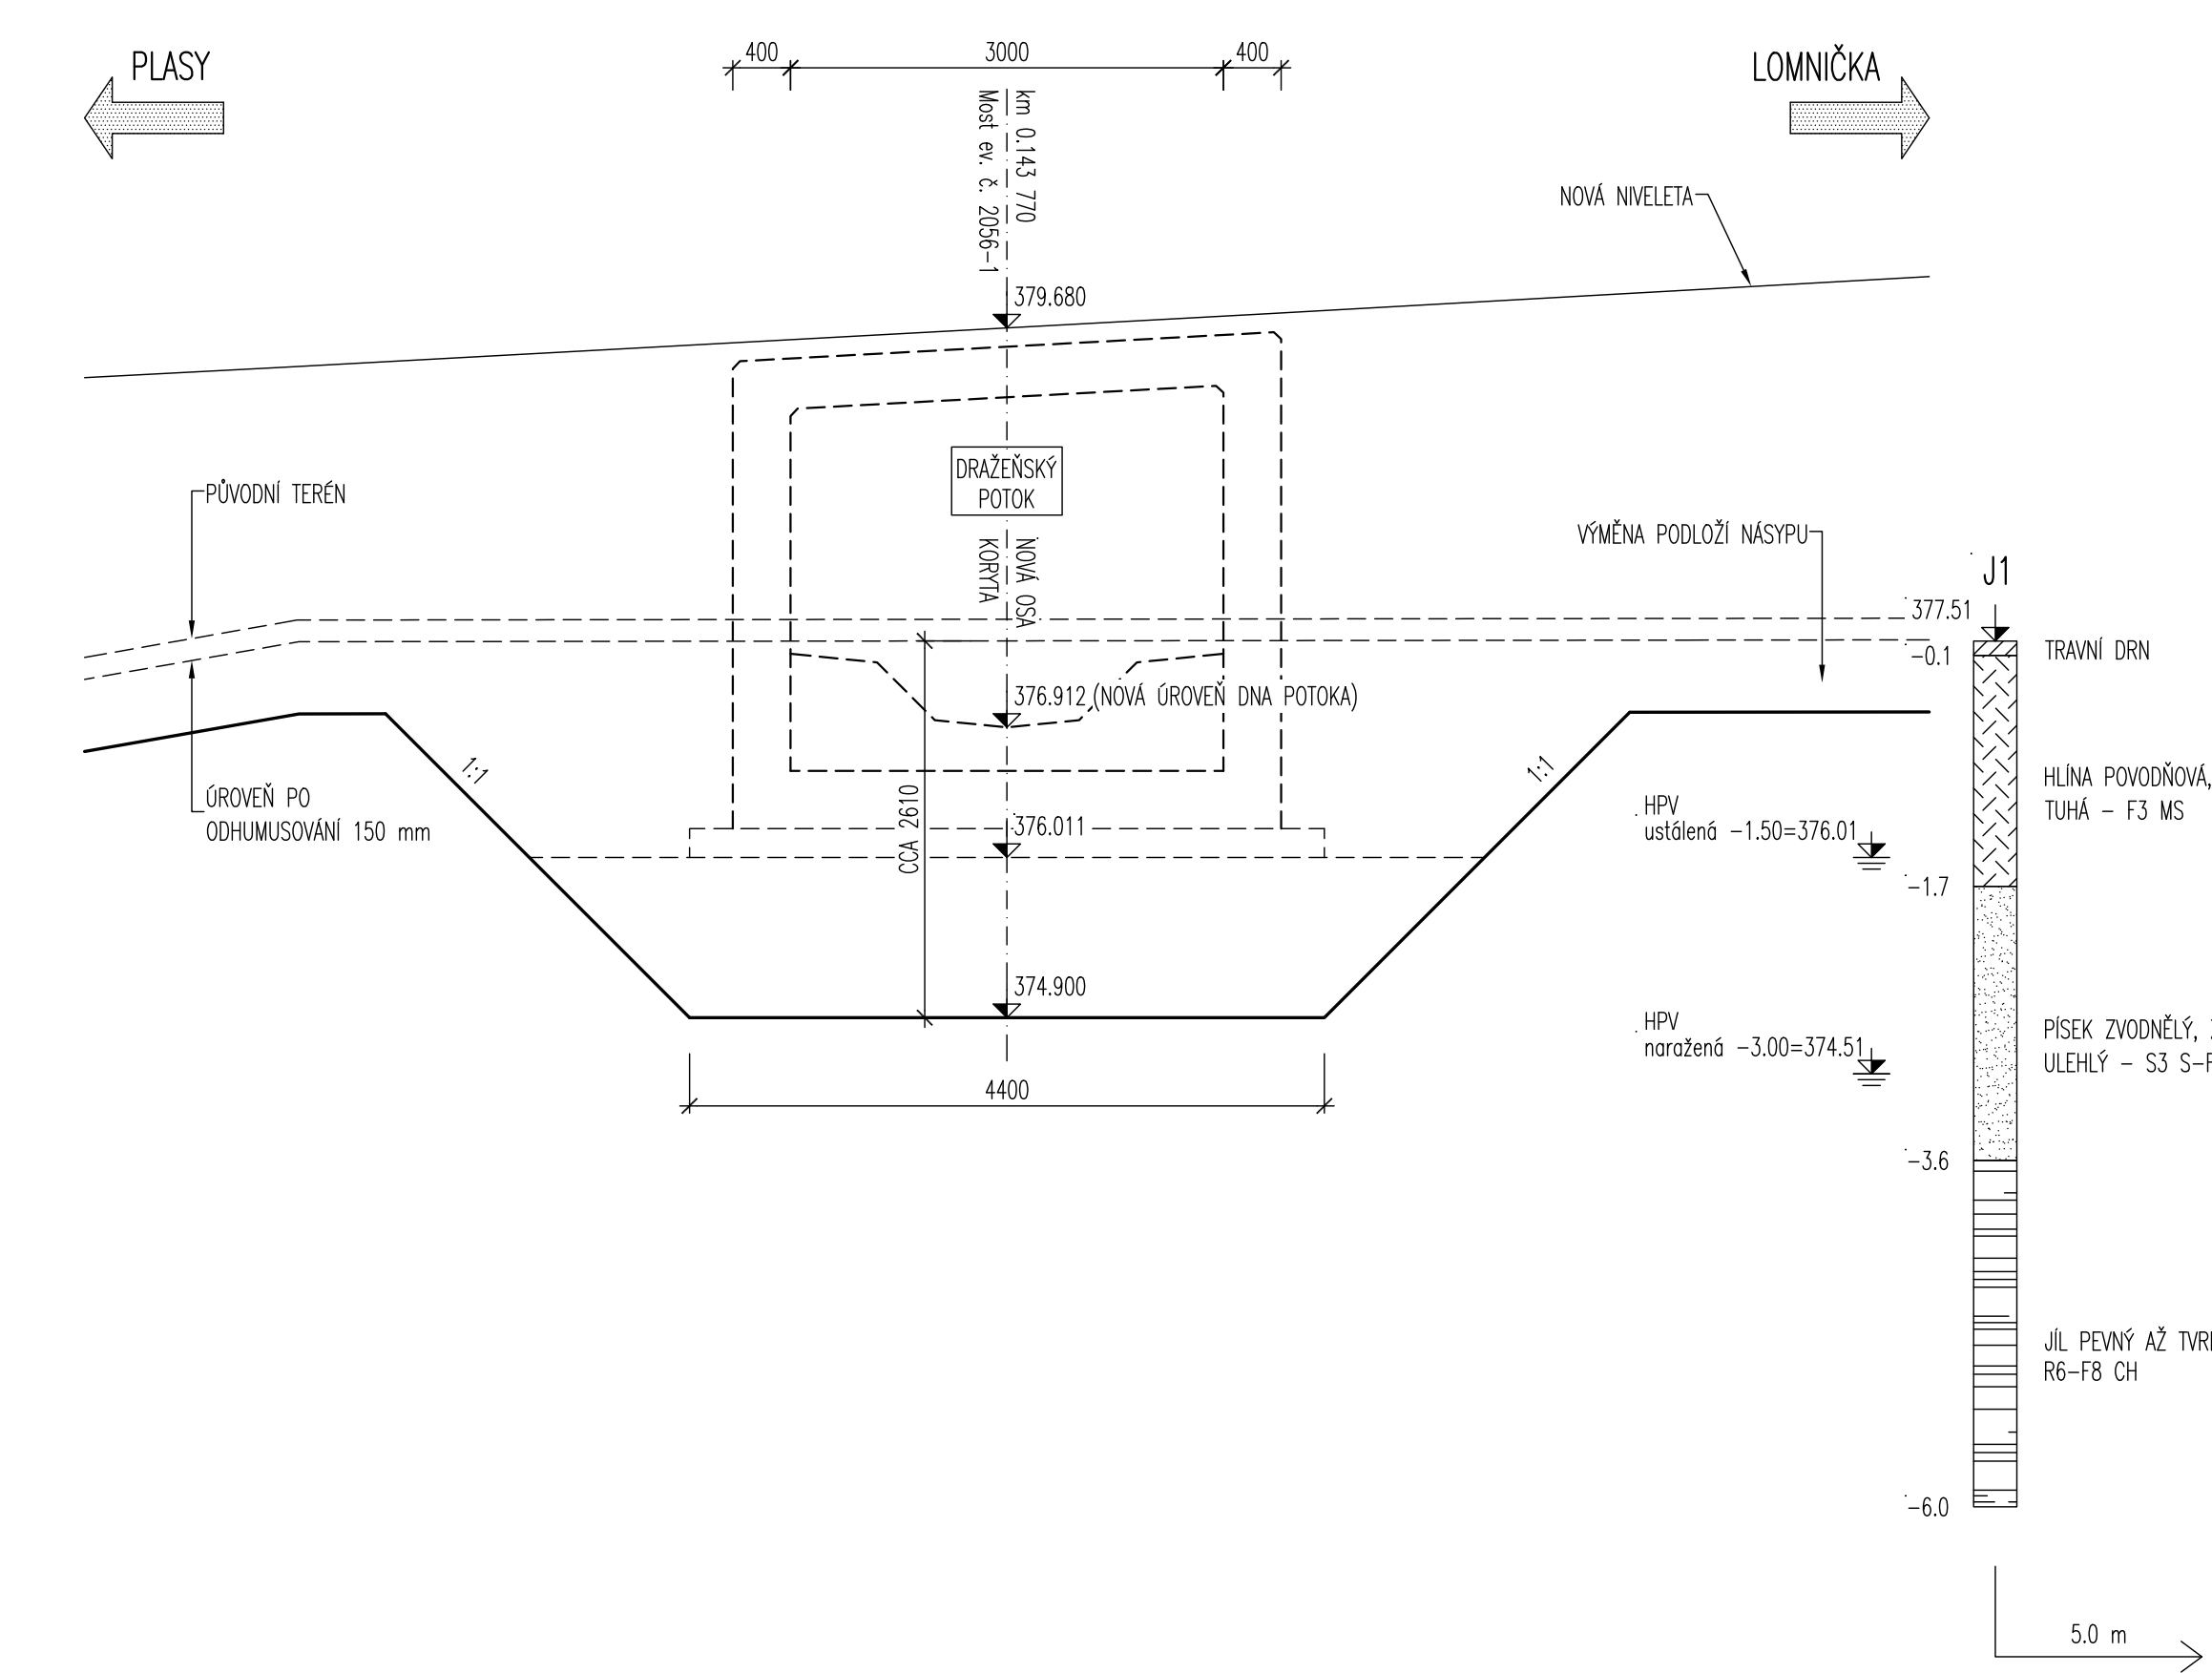 PLASY
400
3000
400
LOMNIČKA
km 0.143 770
Most ev. č. 2056-1
NOVÁ NIVELETA
379.680
DRAŽEŇSKÝ
POTOK
PŮVODNÍ TERÉN
VÝMĚNA PODLOŽÍ NÁSYPU
NOVÁ OSA
KORYTA
J1
377.51
-0.1
TRAVNÍ DRN
376.912 (NOVÁ ÚROVEŇ DNA POTOKA)
1:1
1:1
HLÍNA POVODŇOVÁ,
TUHÁ - F3 MS
ÚROVEŇ PO
ODHUMUSOVÁNÍ 150 mm
CCA 2610
376.011
HPV
ustálená -1.50=376.01
-1.7
374.900
HPV
naražená -3.00=374.51
PÍSEK ZVODNĚLÝ,
ULEHLÝ - S3 S-F
4400
-3.6
JÍL PEVNÝ AŽ
R6-F8 CH
-6.0
5.0 m